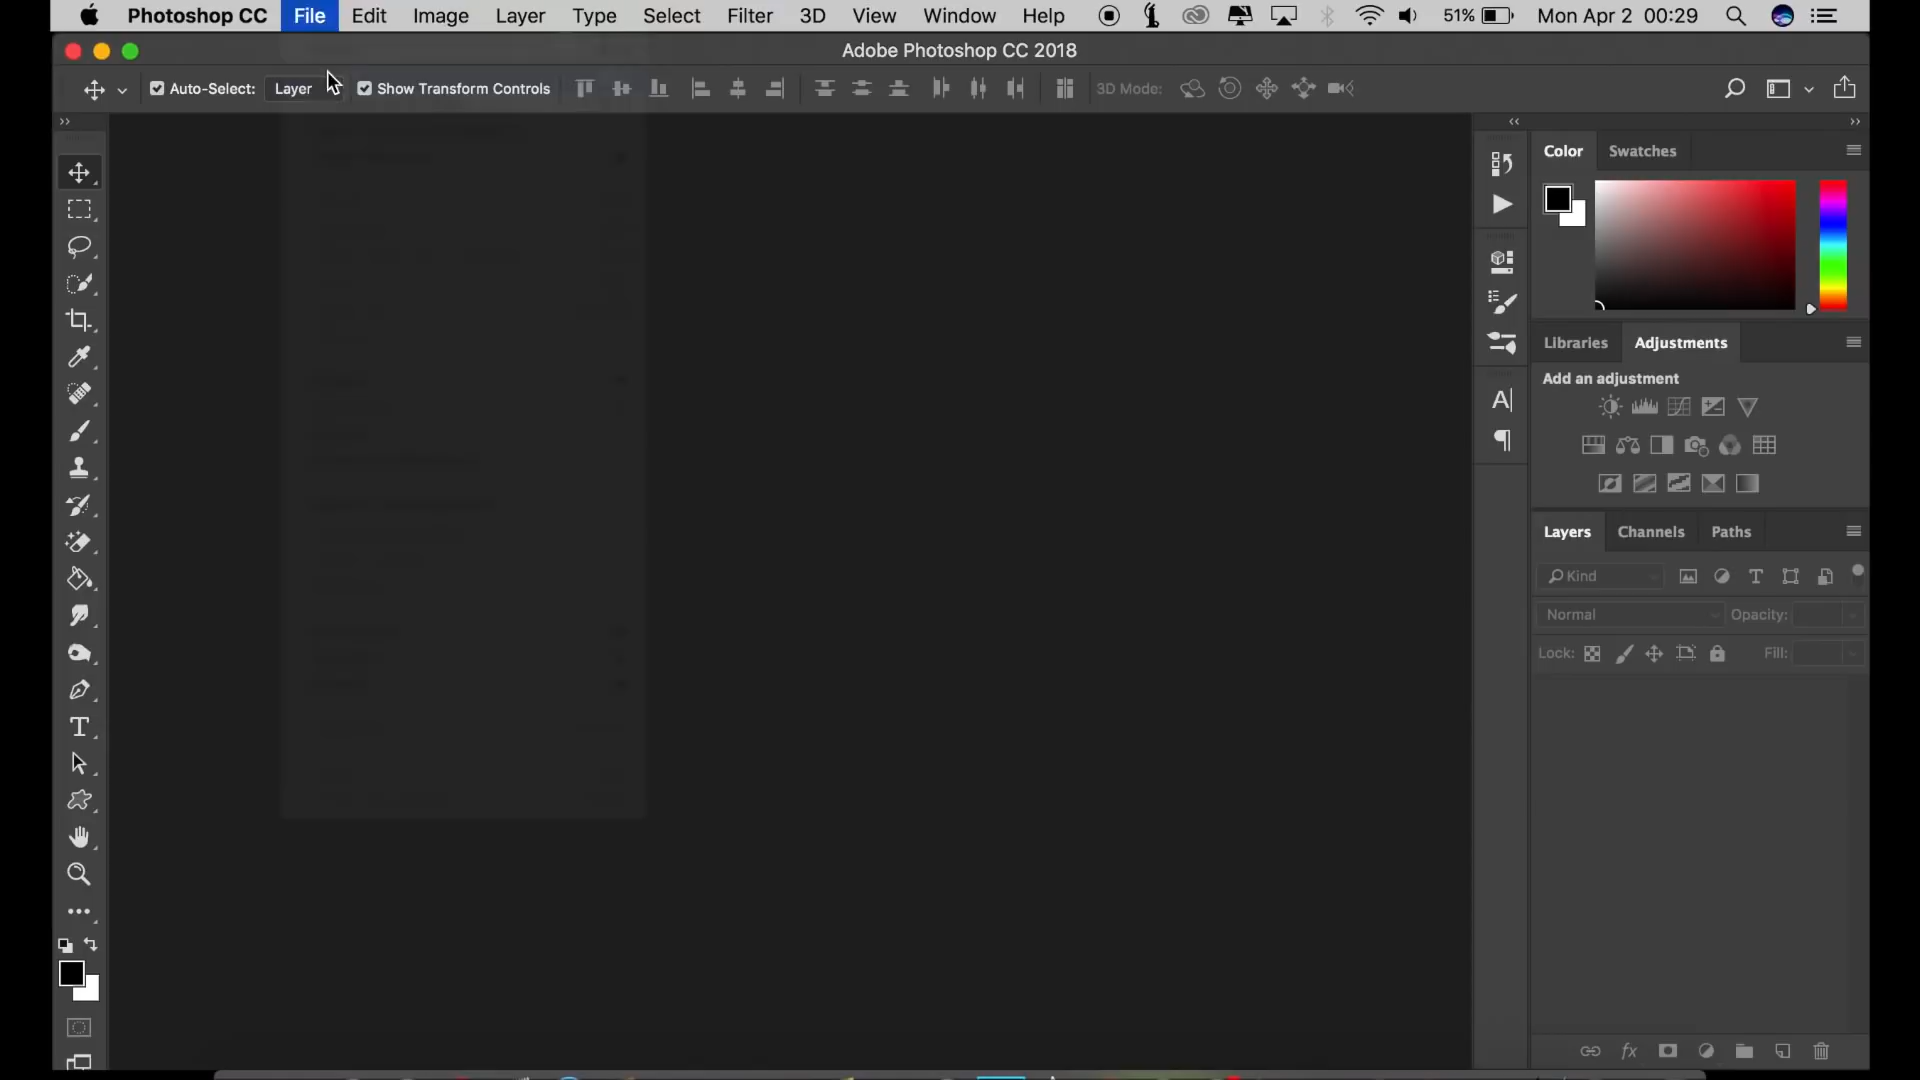 Photoshop CC File Edit Image Layer Type Select Filter 3D View Window Help 51% Mon Apr 2 00:29
Adobe Photoshop CC 2018
Auto-Select: Layer Show Transform Controls 3D Mode:
Color Swatches
Libraries Adjustments
Add an adjustment
Layers Channels Paths
Kind
Normal Opacity:
Lock: Fill: